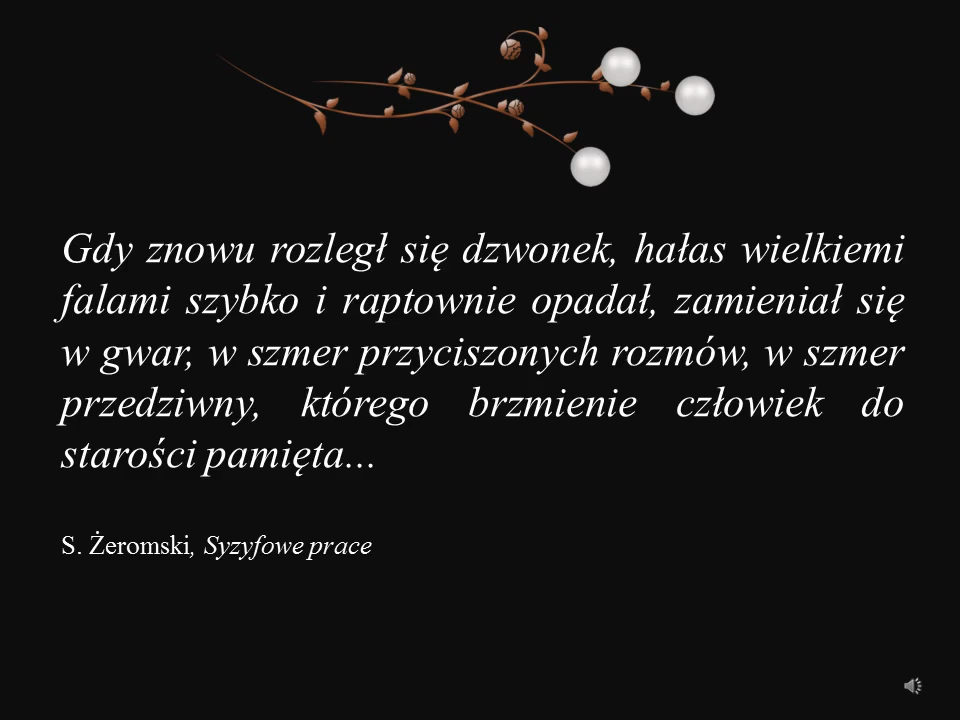 Gdy znowu rozległ się dzwonek, hałas wielkiemi
falami szybko i raptownie opadał, zamieniał się
w gwar, w szmer przyciszonych rozmów, w szmer
przedziwny, którego brzmienie człowiek do
starości pamięta...
S. Żeromski, Syzyfowe prace